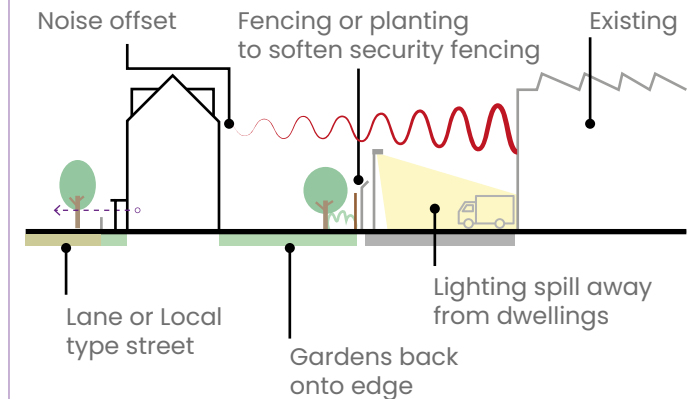 Noise offset
Fencing or planting
to soften security fencing
Existing
Lighting spill away
from dwellings
Lane or Local
type street
Gardens back
onto edge